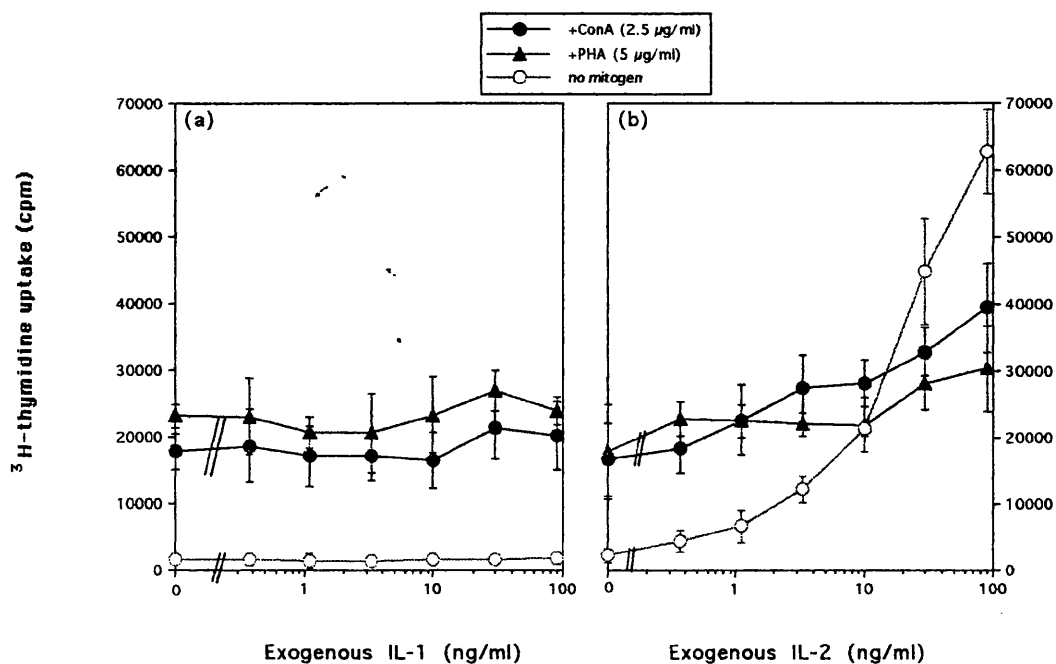 +ConA (2.5 µg/ml)
+PHA (5 µg/ml)
no mitogen
(a)
(b)
70000
60000
50000
40000
30000
20000
10000
0
70000
60000
50000
40000
30000
20000
10000
0
³H-thymidine uptake (cpm)
0 1 10 100
0 1 10 100
Exogenous IL-1 (ng/ml)
Exogenous IL-2 (ng/ml)